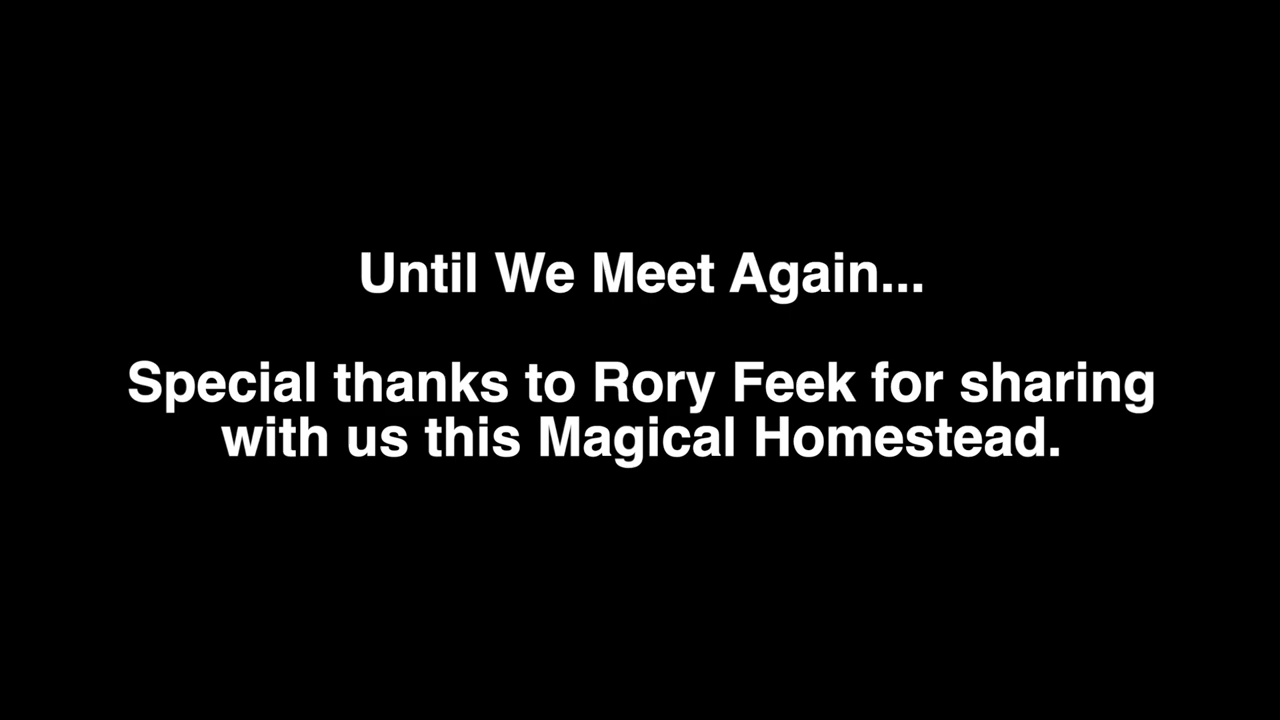 Until We Meet Again...
Special thanks to Rory Feek for sharing
with us this Magical Homestead.